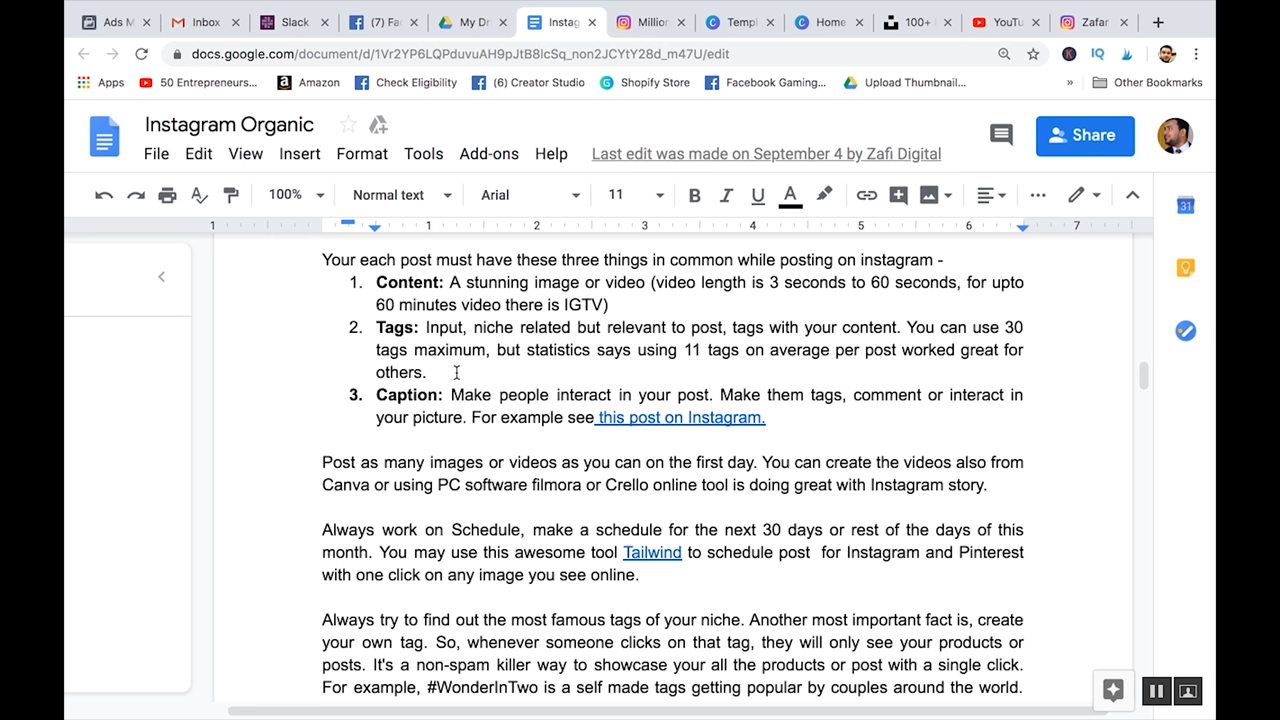 Ads M
Inbox
Slack
(7) Fa
My Dr
Instag
Million
Templ
Home
100+
YouTu
Zafar
docs.google.com/document/d/1Vr2YP6LQPduvuAH9pJtB8lcSq_non2JCYtY28d_m47U/edit
Apps
50 Entrepreneurs...
Amazon
Check Eligibility
(6) Creator Studio
Shopify Store
Facebook Gaming...
Upload Thumbnail...
»
Other Bookmarks
Instagram Organic
Share
File Edit View Insert Format Tools Add-ons Help Last edit was made on September 4 by Zafi Digital
100% Normal text Arial 11 B I U A
1 1 2 3 4 5 6 7
31
Your each post must have these three things in common while posting on instagram -
1. Content: A stunning image or video (video length is 3 seconds to 60 seconds, for upto
60 minutes video there is IGTV)
2. Tags: Input, niche related but relevant to post, tags with your content. You can use 30
tags maximum, but statistics says using 11 tags on average per post worked great for
others.
3. Caption: Make people interact in your post. Make them tags, comment or interact in
your picture. For example see this post on Instagram.
Post as many images or videos as you can on the first day. You can create the videos also from
Canva or using PC software filmora or Crello online tool is doing great with Instagram story.
Always work on Schedule, make a schedule for the next 30 days or rest of the days of this
month. You may use this awesome tool Tailwind to schedule post for Instagram and Pinterest
with one click on any image you see online.
Always try to find out the most famous tags of your niche. Another most important fact is, create
your own tag. So, whenever someone clicks on that tag, they will only see your products or
posts. It's a non-spam killer way to showcase your all the products or post with a single click.
For example, #WonderInTwo is a self made tags getting popular by couples around the world.